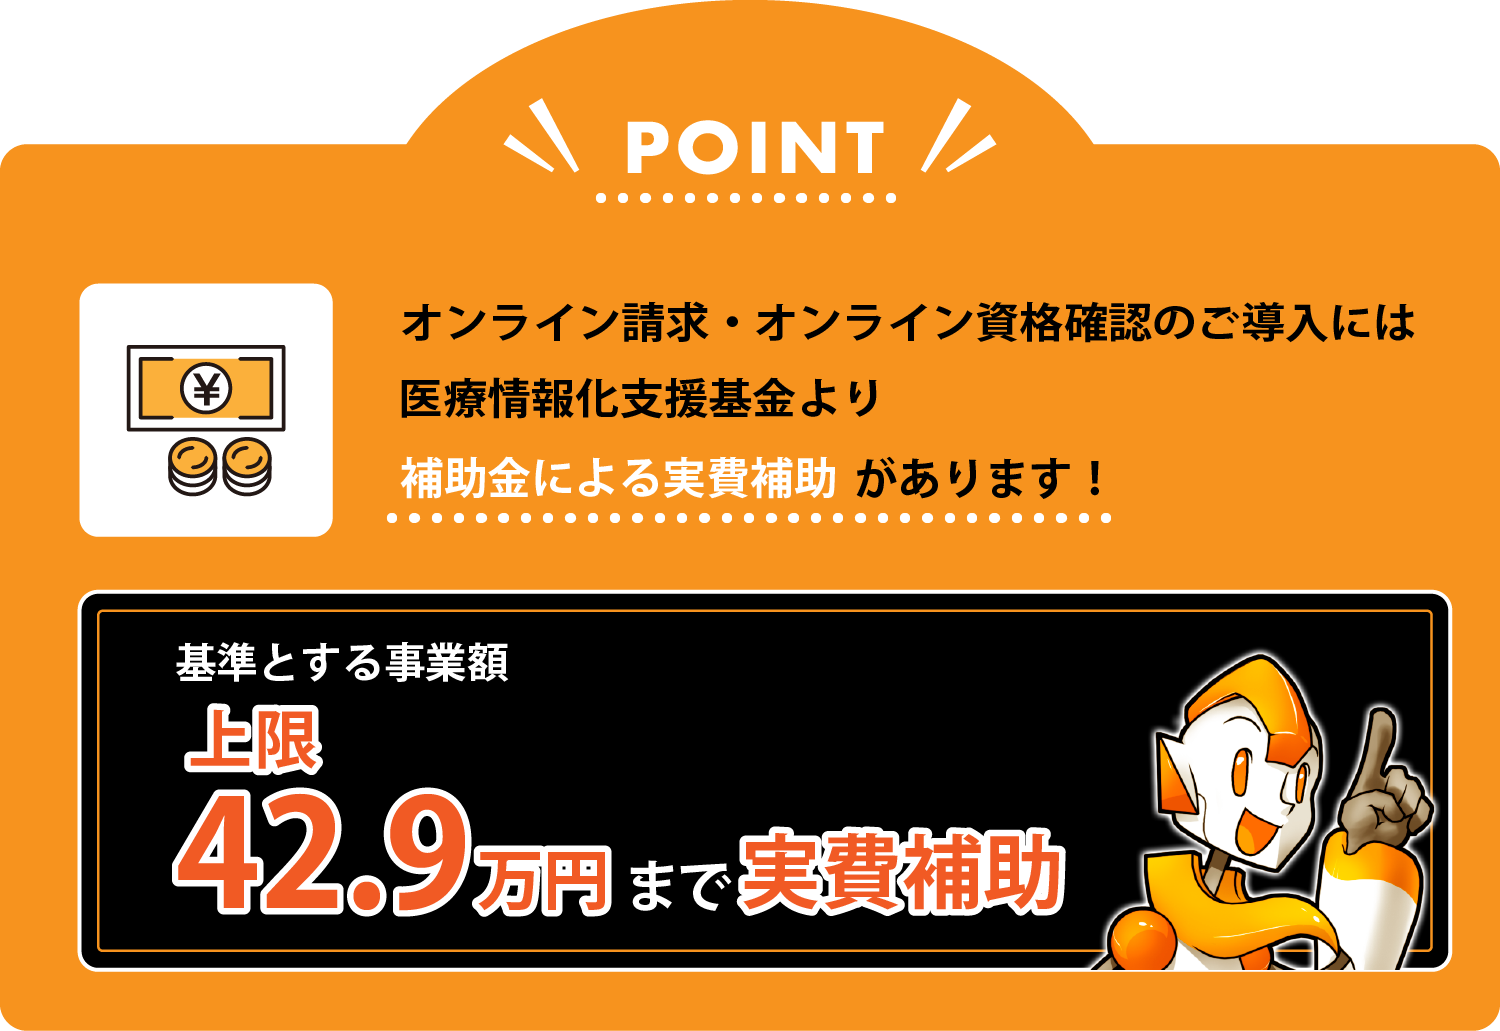 POINT
オンライン請求・オンライン資格確認のご導入には
医療情報化支援基金より
補助金による実費補助 があります！
¥
基準とする事業額
上限
42.9万円 まで 実費補助